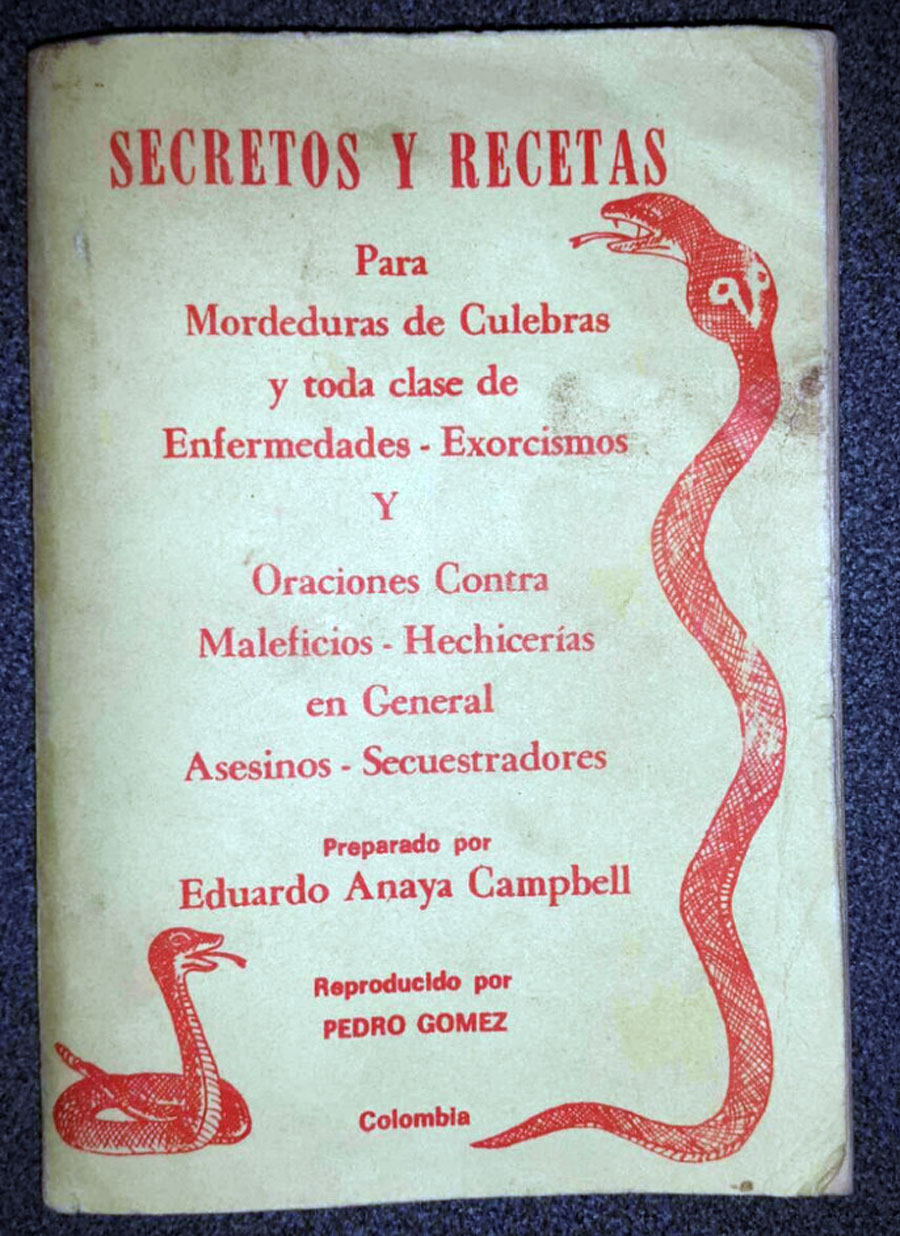 SECRETOS Y RECETAS
Para
Mordeduras de Culebras
y toda clase de
Enfermedades - Exorcismos
Y
Oraciones Contra
Maleficios - Hechicerías
en General
Asesinos - Secuestradores
Preparado por
Eduardo Anaya Campbell
Reproducido por
PEDRO GOMEZ
Colombia